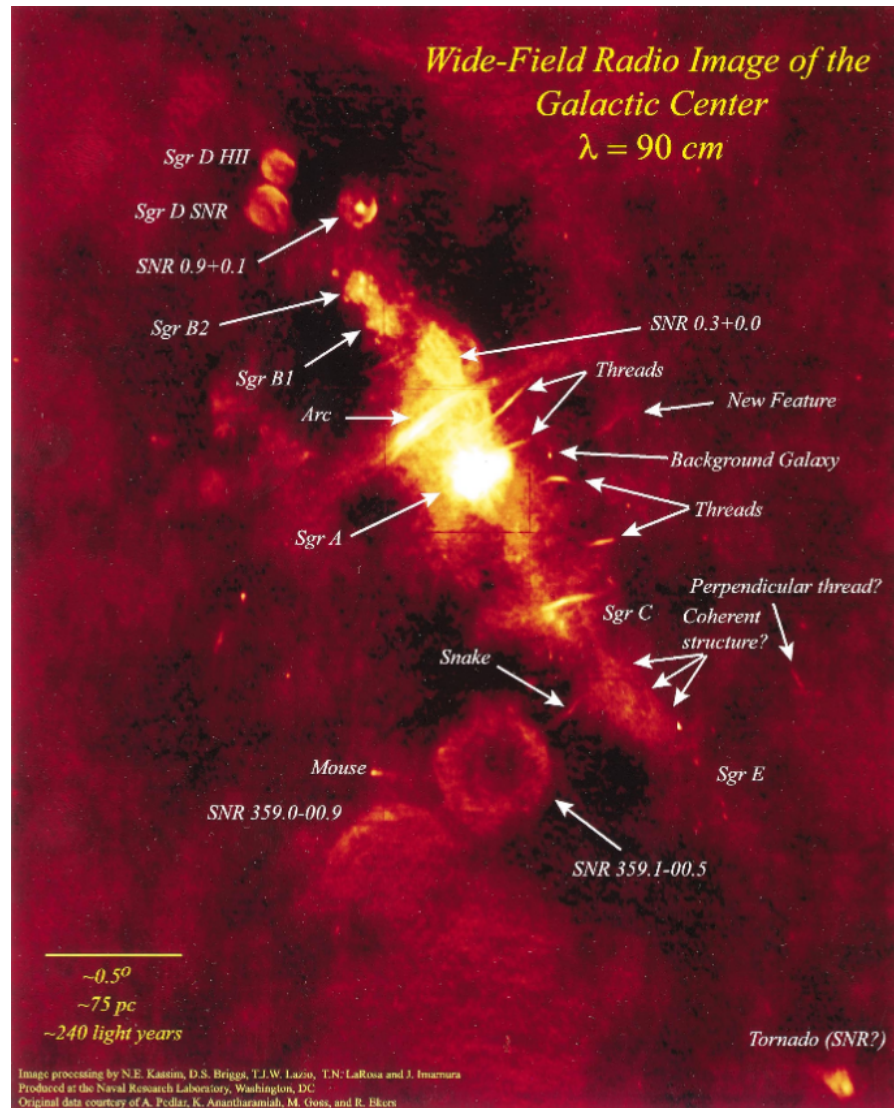 Wide-Field Radio Image of the
Galactic Center
λ = 90 cm
Sgr D HII
Sgr D SNR
SNR 0.9+0.1
Sgr B2
Sgr B1
SNR 0.3+0.0
Threads
Arc
New Feature
Background Galaxy
Threads
Sgr A
Perpendicular thread?
Sgr C
Coherent
structure?
Snake
Mouse
Sgr E
SNR 359.0-00.9
SNR 359.1-00.5
~0.5o
~75 pc
~240 light years
Tornado (SNR?)
Image processing by N.E. Kassim, D.S. Briggs, T.J.W. Lazio, T.N. LaRosa and J. Imamura
Produced at the Naval Research Laboratory, Washington, DC
Original data courtesy of A. Pedlar, K. Anantharamiah, M. Goss, and R. Ekers